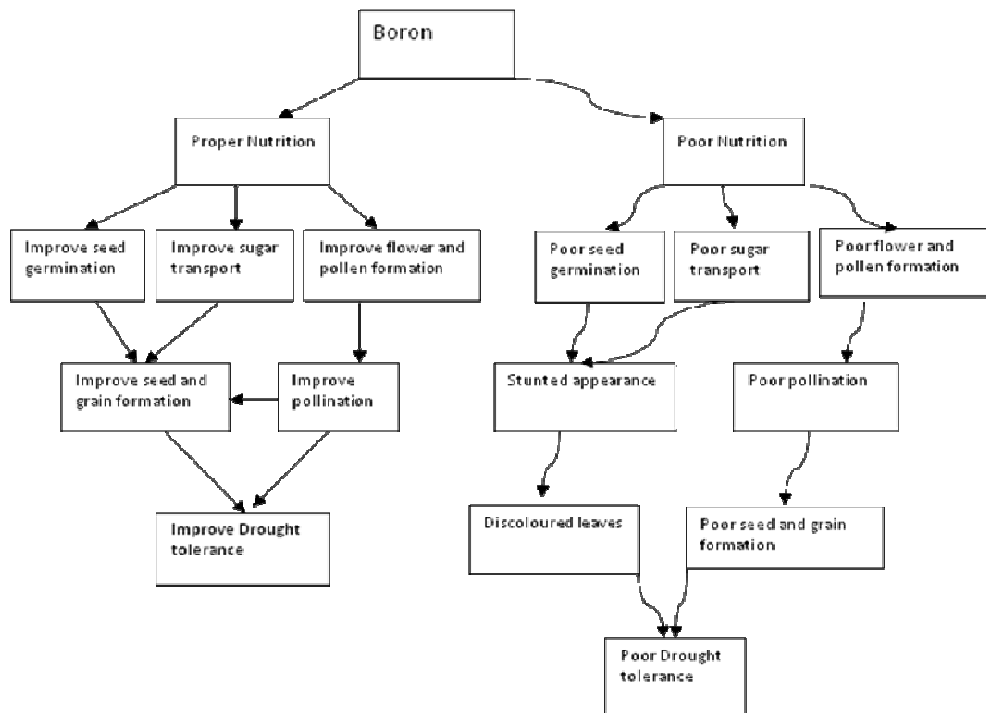 Boron
Proper Nutrition
Poor Nutrition
Improve seed
germination
Improve sugar
transport
Improve flower and
pollen formation
Poor seed
germination
Poor sugar
transport
Poor flower and
pollen formation
Improve seed and
grain formation
Improve
pollination
Stunted appearance
Poor pollination
Improve Drought
tolerance
Discoloured leaves
Poor seed and grain
formation
Poor Drought
tolerance